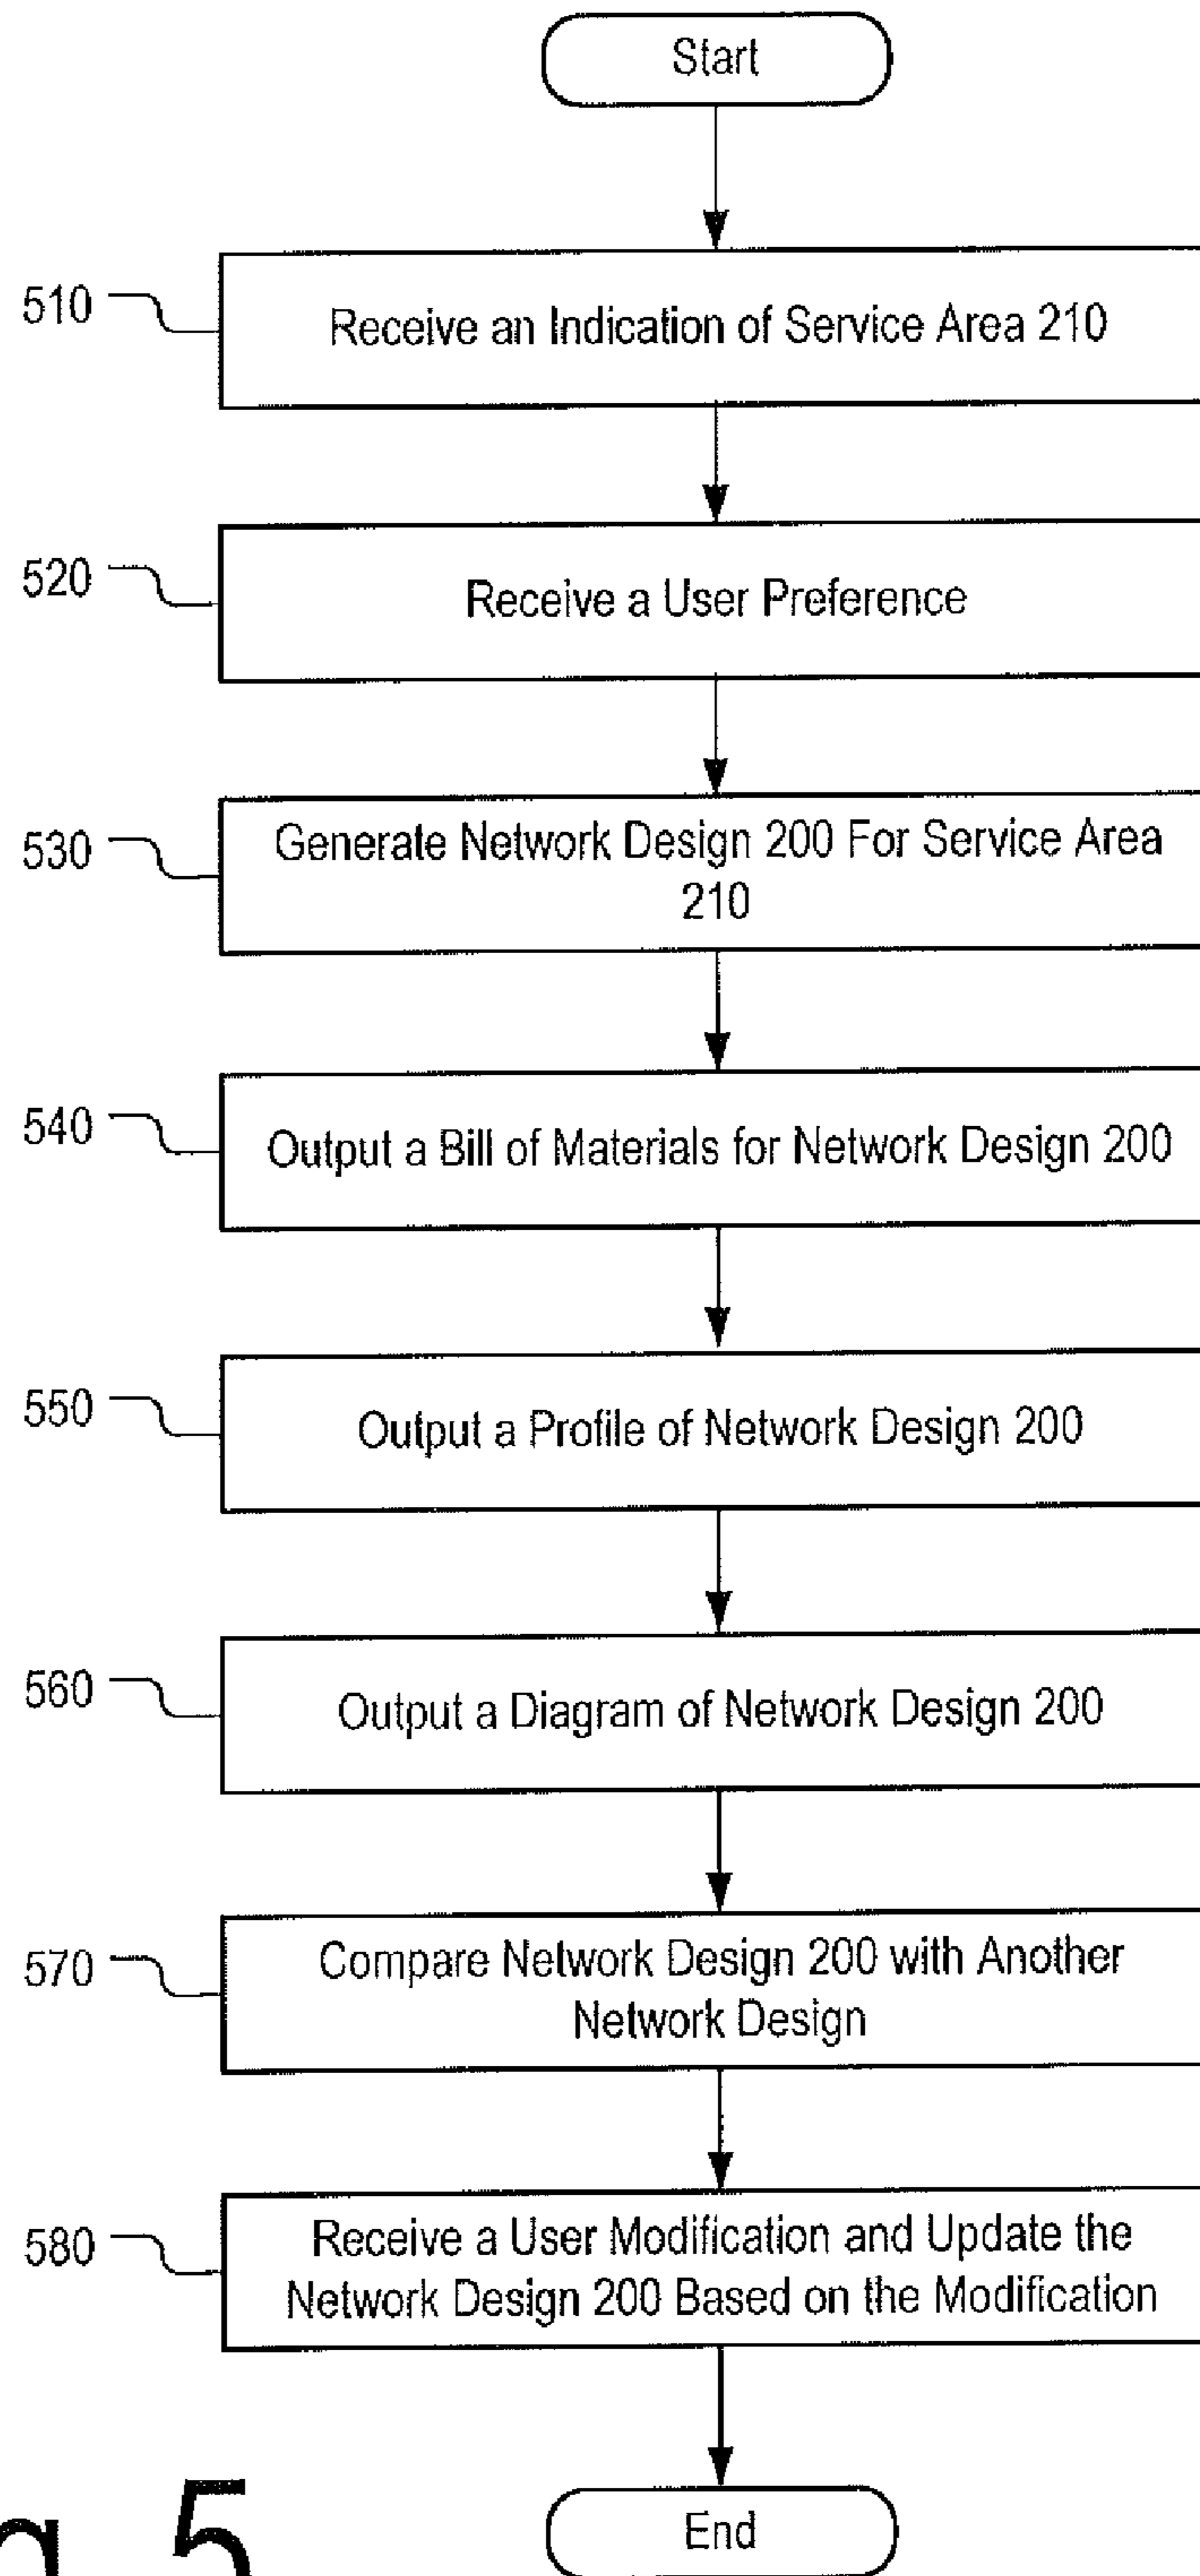 Start
510
Receive an Indication of Service Area 210
520
Receive a User Preference
530
Generate Network Design 200 For Service Area
210
540
Output a Bill of Materials for Network Design 200
550
Output a Profile of Network Design 200
560
Output a Diagram of Network Design 200
570
Compare Network Design 200 with Another
Network Design
580
Receive a User Modification and Update the
Network Design 200 Based on the Modification
End
5